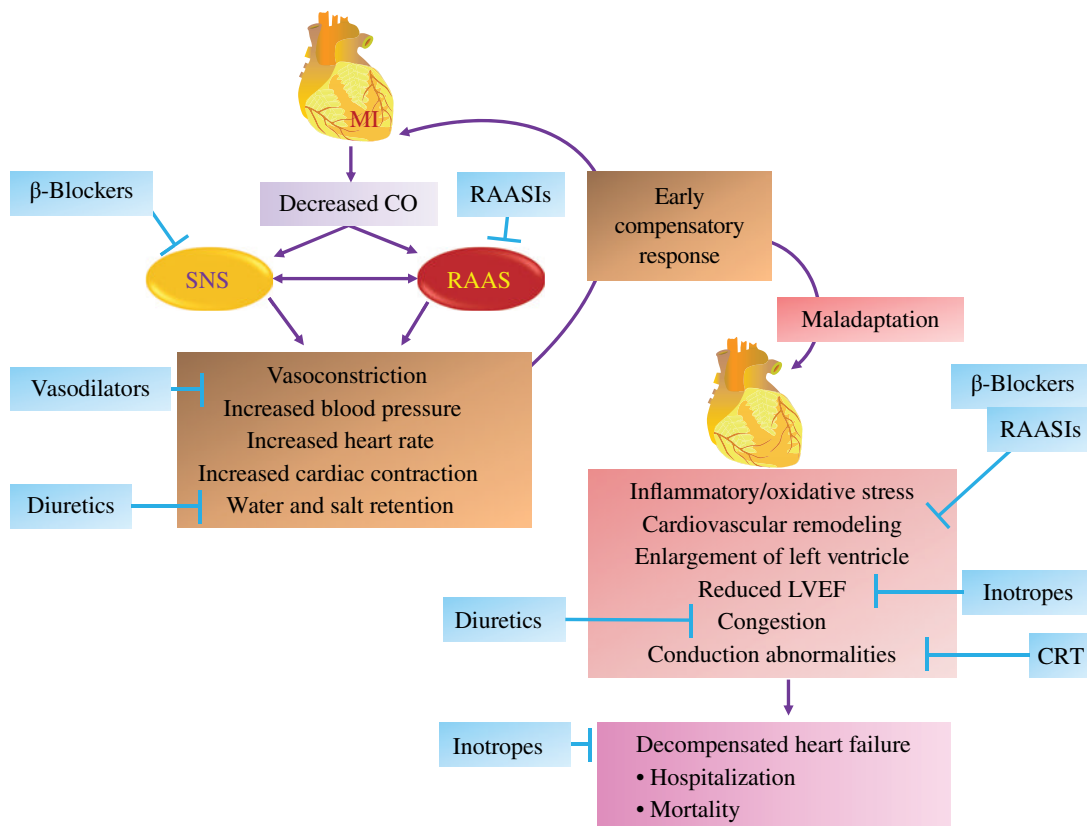 MI
β-Blockers
Decreased CO
RAASIs
SNS
RAAS
Early
compensatory
response
Maladaptation
Vasodilators
Vasoconstriction
Increased blood pressure
Increased heart rate
Increased cardiac contraction
Water and salt retention
Diuretics
β-Blockers
RAASIs
Inflammatory/oxidative stress
Cardiovascular remodeling
Enlargement of left ventricle
Reduced LVEF
Congestion
Conduction abnormalities
Inotropes
Diuretics
CRT
Inotropes
Decompensated heart failure
• Hospitalization
• Mortality